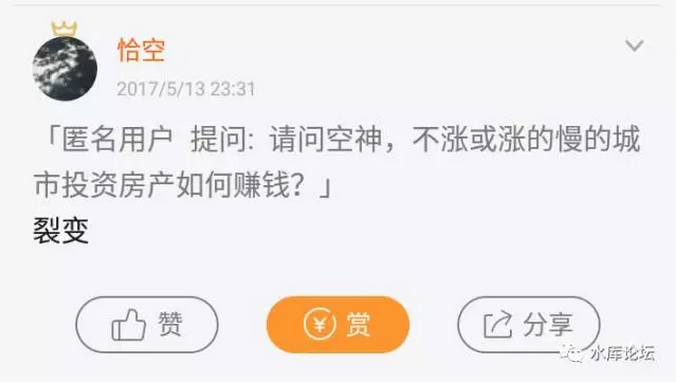 恰空
2017/5/13 23:31
「匿名用户 提问: 请问空神，不涨或涨的慢的城
市投资房产如何赚钱？」
裂变
赞 赏 分享
水库论坛